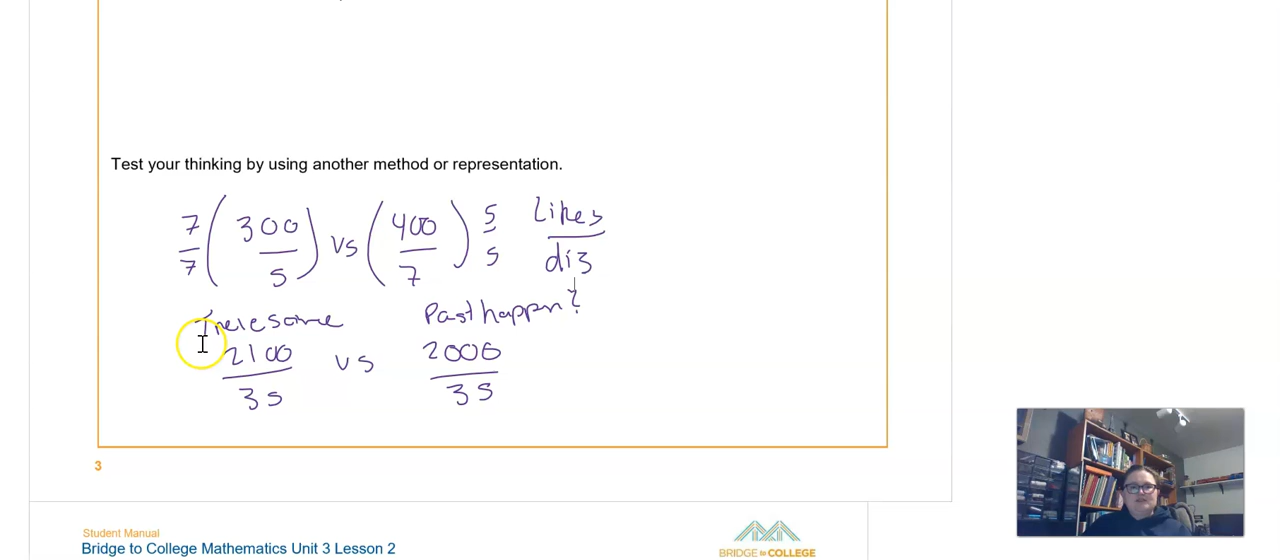 Test your thinking by using another method or representation.
7/7 ( 300/5 ) vs ( 400/7 ) 5/5 Likes/dis
Past happen?
2100/35 vs 2000/35
3
Student Manual
Bridge to College Mathematics Unit 3 Lesson 2
BRIDGE to COLLEGE